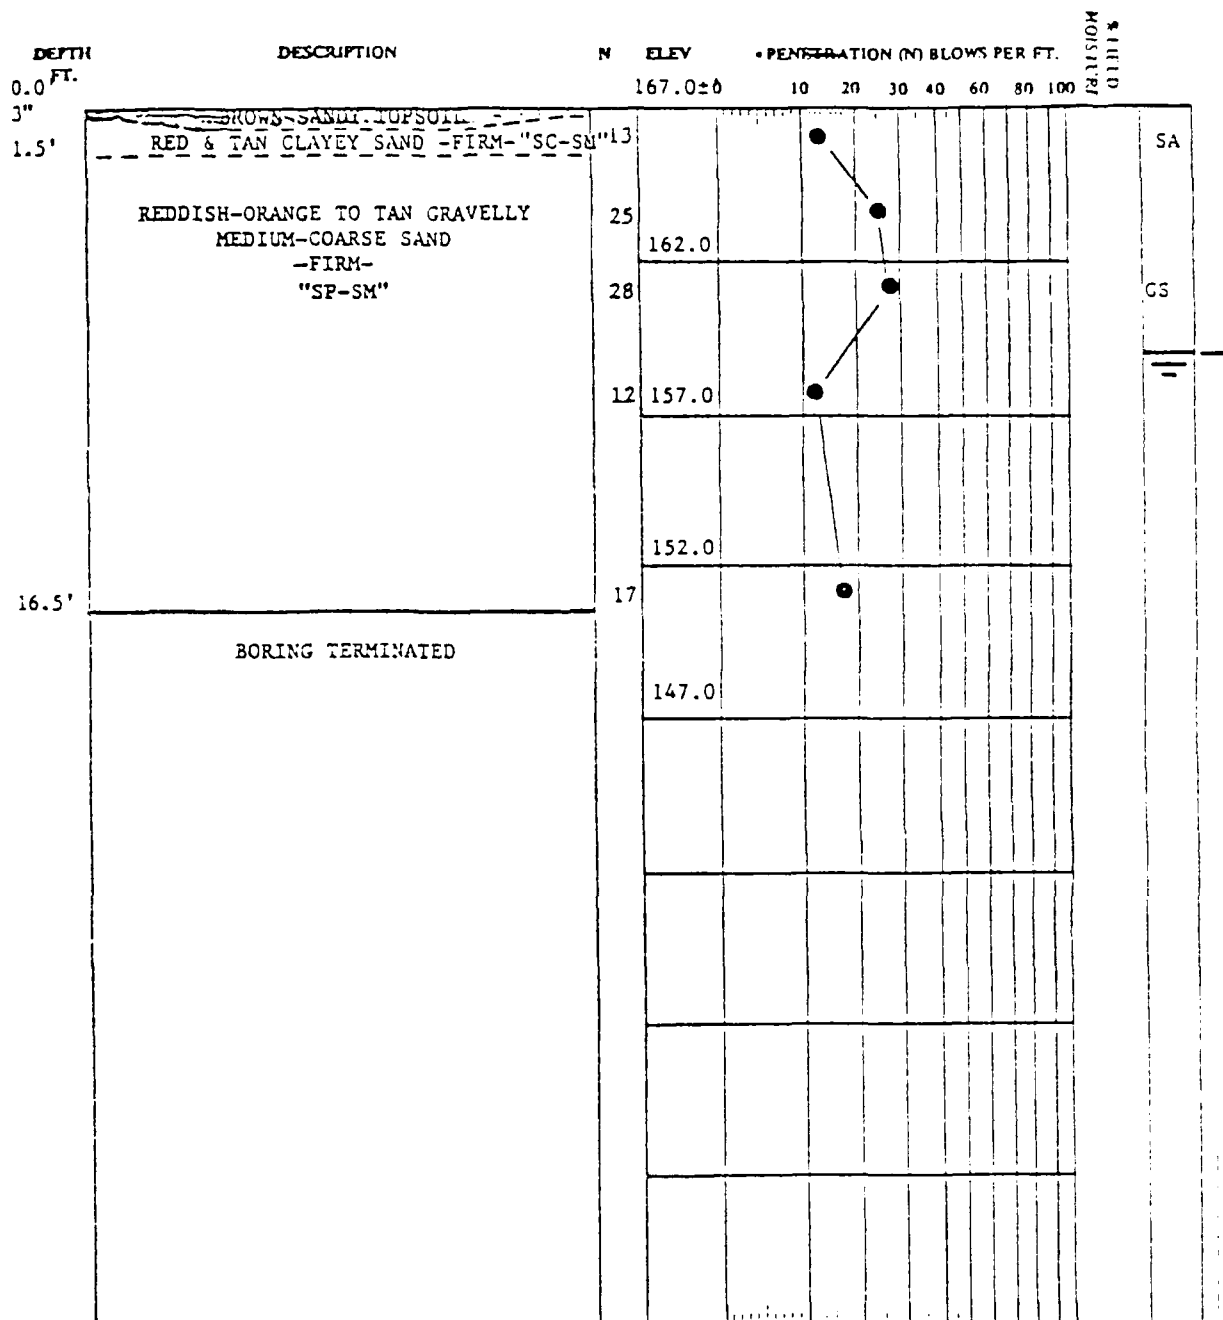 DEPTH FT. DESCRIPTION N ELEV • PENETRATION (N) BLOWS PER FT. % FIELD MOISTURE
0.0 167.0± 10 20 30 40 60 80 100
3" BROWN SANDY TOPSOIL
1.5' RED & TAN CLAYEY SAND -FIRM-"SC-SM" 13 SA
REDDISH-ORANGE TO TAN GRAVELLY 25
MEDIUM-COARSE SAND 162.0
-FIRM-
"SP-SM" 28 GS
12 157.0
152.0
16.5' 17
BORING TERMINATED
147.0